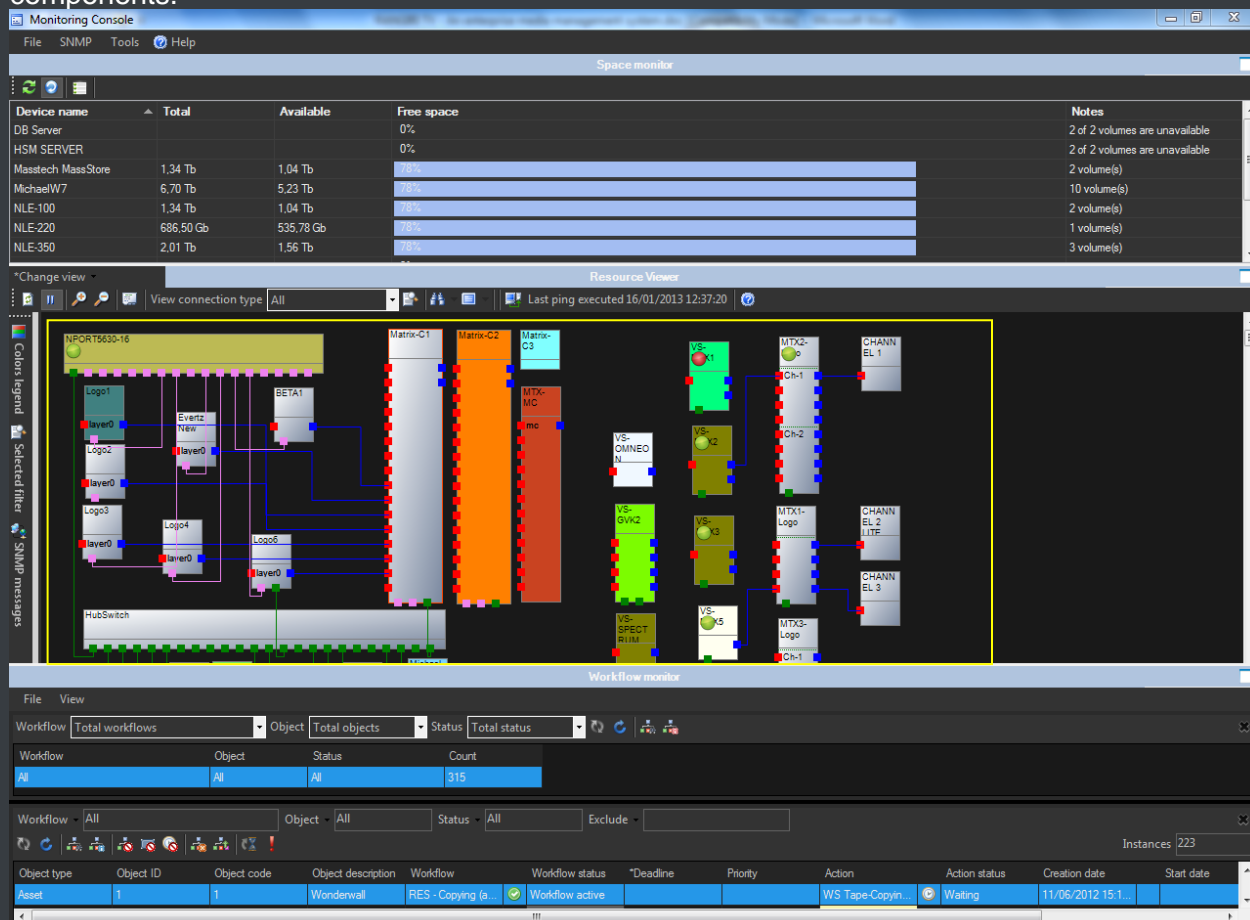 components.
Monitoring Console
File SNMP Tools Help
Space monitor
Device name Total Available Free space Notes
DB Server 0% 2 of 2 volumes are unavailable
HSM SERVER 0% 2 of 2 volumes are unavailable
Masstech MassStore 1,34 Tb 1,04 Tb 78% 2 volume(s)
MichaelW7 6,70 Tb 5,23 Tb 78% 10 volume(s)
NLE-100 1,34 Tb 1,04 Tb 78% 2 volume(s)
NLE-220 686,50 Gb 535,78 Gb 78% 1 volume(s)
NLE-350 2,01 Tb 1,56 Tb 78% 3 volume(s)
*Change view Resource Viewer
View connection type All Last ping executed 16/01/2013 12:37:20
Colors legend
Selected filter
SNMP messages
NPORT5630-16
Matrix-C1
Matrix-C2
Matrix-
C3
Logo1
layer0
Logo2
layer0
Logo3
layer0
Evertz
New
layer0
BETA1
Logo4
layer0
Logo6
layer0
HubSwitch
MTX-
MC
mc
VS-
OMNEO
N
VS-
GVK2
VS-
SPECT
RUM
VS-
X1
VS-
X2
VS-
X3
VS-
X5
MTX2-
Ch-1
Ch-2
MTX1-
Logo
MTX3-
Logo
Ch-1
CHANN
EL 1
CHANN
EL 2
LITE
CHANN
EL 3
Workflow monitor
File View
Workflow Total workflows Object Total objects Status Total status
Workflow Object Status Count
All All All 315
Workflow All Object All Status All Exclude
Instances 223
Object type Object ID Object code Object description Workflow Workflow status *Deadline Priority Action Action status Creation date Start date
Asset 1 1 Wonderwall RES - Copying (a... Workflow active WS Tape-Copyin... Waiting 11/06/2012 15:1...